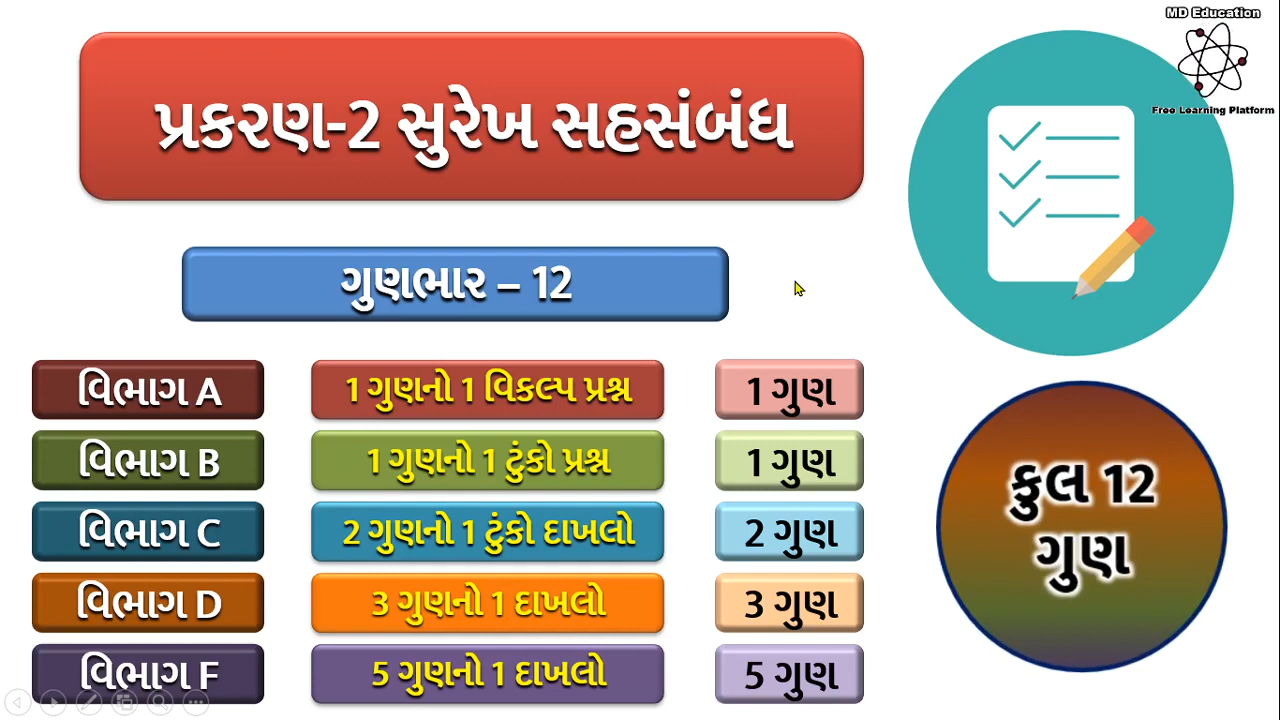 MD Education
Free Learning Platform
પ્રકરણ-2 સુરેખ સહસંબંધ
ગુણભાર – 12
વિભાગ A 1 ગુણનો 1 વિકલ્પ પ્રશ્ન 1 ગુણ
વિભાગ B 1 ગુણનો 1 ટુંકો પ્રશ્ન 1 ગુણ
વિભાગ C 2 ગુણનો 1 ટુંકો દાખલો 2 ગુણ
વિભાગ D 3 ગુણનો 1 દાખલો 3 ગુણ
વિભાગ F 5 ગુણનો 1 દાખલો 5 ગુણ
કુલ 12
ગુણ